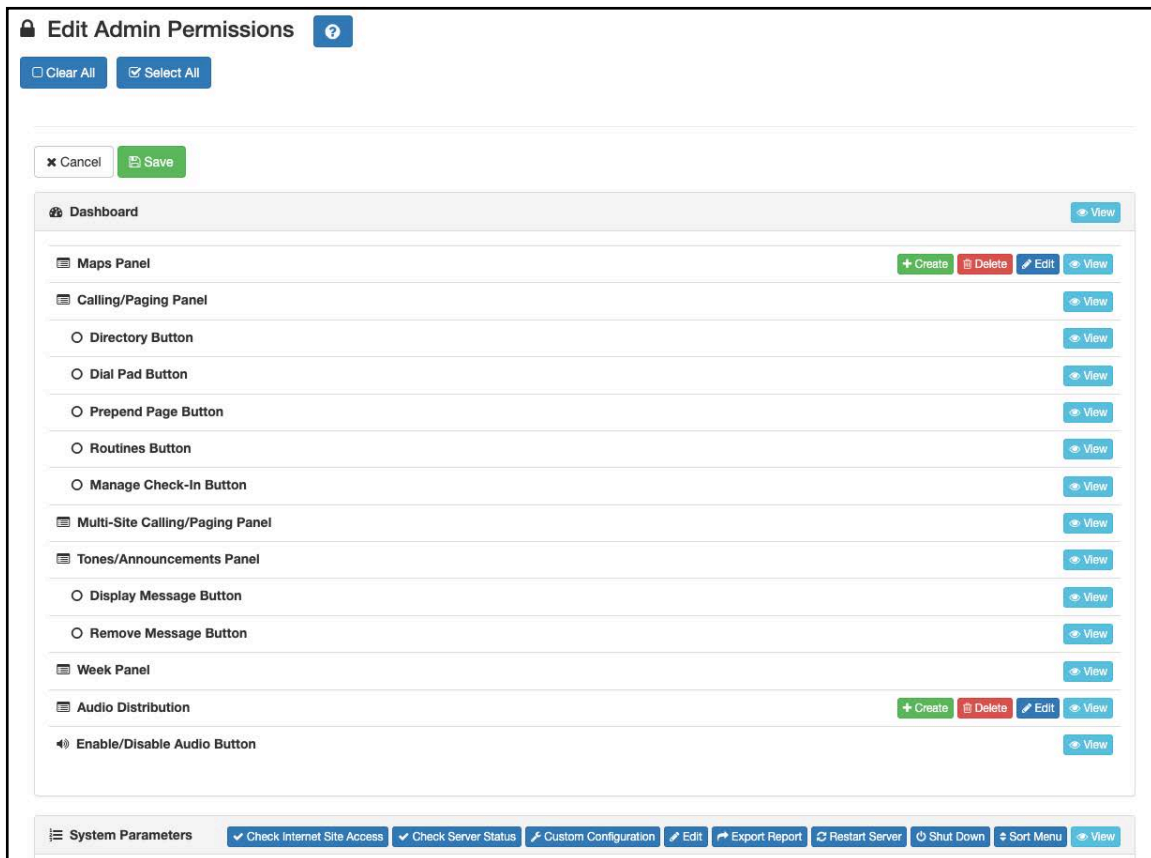 Edit Admin Permissions
Clear All Select All
Cancel Save
Dashboard View
Maps Panel Create Delete Edit View
Calling/Paging Panel View
Directory Button View
Dial Pad Button View
Prepend Page Button View
Routines Button View
Manage Check-In Button View
Multi-Site Calling/Paging Panel View
Tones/Announcements Panel View
Display Message Button View
Remove Message Button View
Week Panel View
Audio Distribution Create Delete Edit View
Enable/Disable Audio Button View
System Parameters Check Internet Site Access Check Server Status Custom Configuration Edit Export Report Restart Server Shut Down Sort Menu View